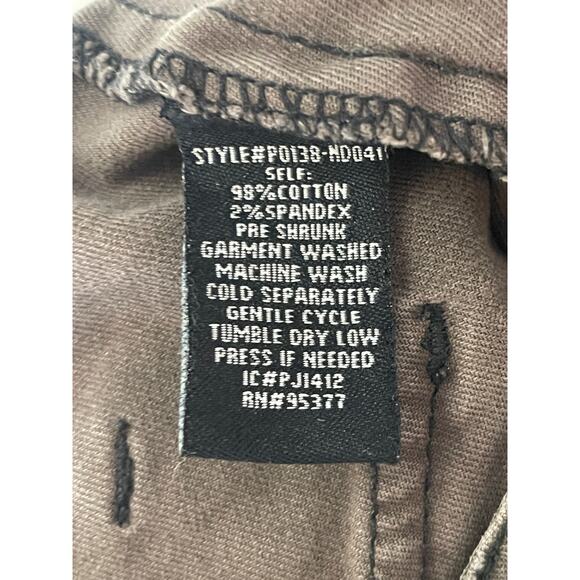 STYLE#P0138-ND041
SELF:
98%COTTON
2%SPANDEX
PRE SHRUNK
GARMENT WASHED
MACHINE WASH
COLD SEPARATELY
GENTLE CYCLE
TUMBLE DRY LOW
PRESS IF NEEDED
IC#PJ1412
RN#95377